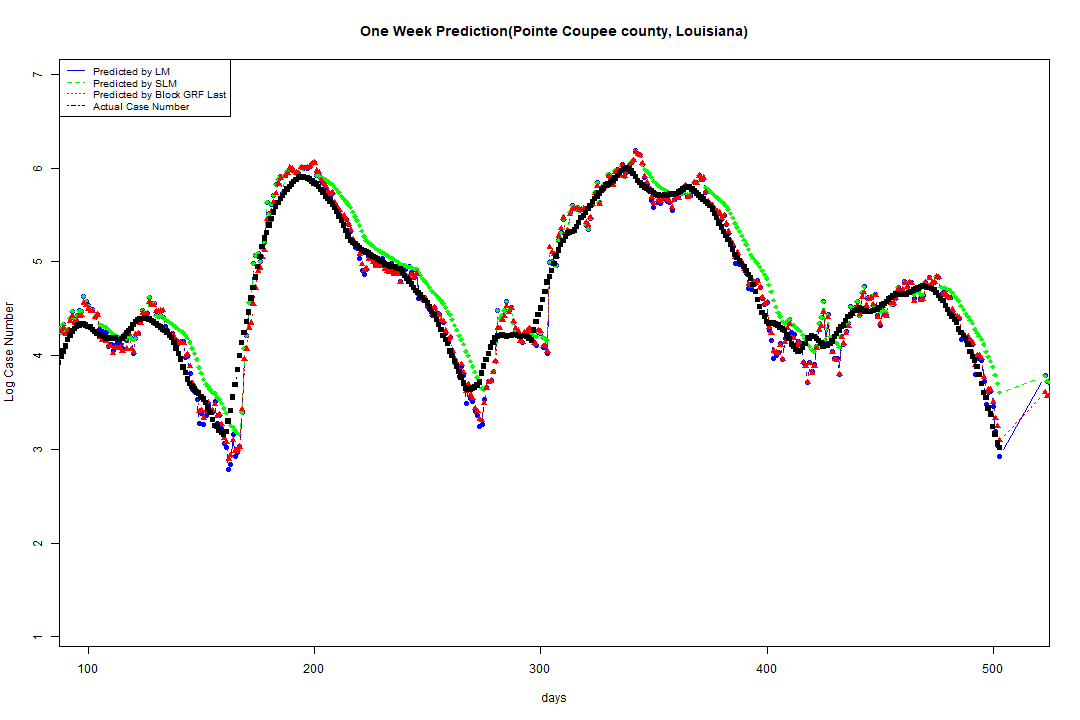 One Week Prediction(Pointe Coupee county, Louisiana)
Predicted by LM
Predicted by SLM
Predicted by Block GRF Last
Actual Case Number
Log Case Number
7
6
5
4
3
2
1
100 200 300 400 500
days